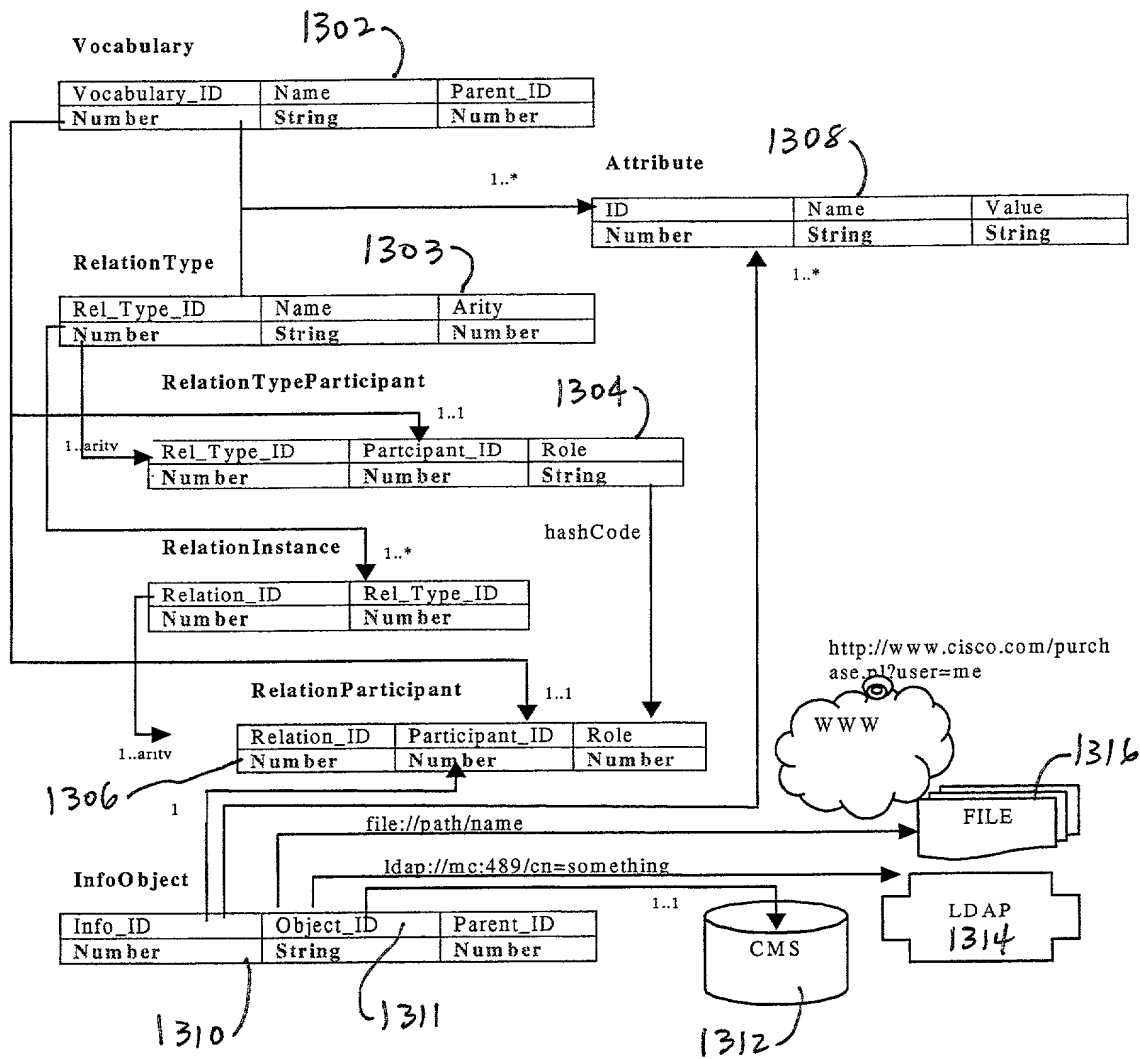 1302
Vocabulary
Vocabulary_ID Name Parent_ID
Number String Number
1308
Attribute
1..*
ID Name Value
Number String String
1303
RelationType
1..*
Rel_Type_ID Name Arity
Number String Number
RelationTypeParticipant
1304
1..1
1..arity
Rel_Type_ID Partcipant_ID Role
Number Number String
hashCode
RelationInstance
1..*
Relation_ID Rel_Type_ID
Number Number
http://www.cisco.com/purch
ase.pl?user=me
RelationParticipant
1..1
WWW
1..arity
Relation_ID Participant_ID Role
Number Number Number
1316
1306
1
file://path/name
FILE
ldap://mc:489/cn=something
InfoObject
1..1
Info_ID Object_ID Parent_ID
Number String Number
LDAP
1314
CMS
1310
1311
1312